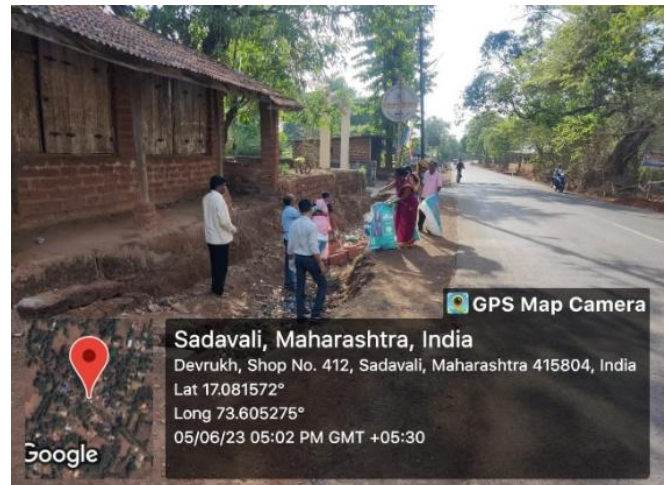 GPS Map Camera
Sadavali, Maharashtra, India
Devrukh, Shop No. 412, Sadavali, Maharashtra 415804, India
Lat 17.081572°
Long 73.605275°
05/06/23 05:02 PM GMT +05:30
Google